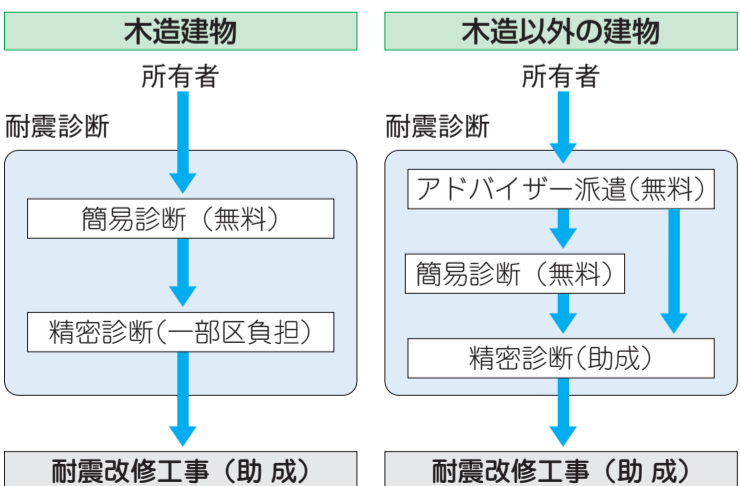 木造建物
所有者
耐震診断
簡易診断（無料）
精密診断(一部区負担)
耐震改修工事（助 成）
木造以外の建物
所有者
耐震診断
アドバイザー派遣(無料)
簡易診断（無料）
精密診断(助成)
耐震改修工事（助 成）